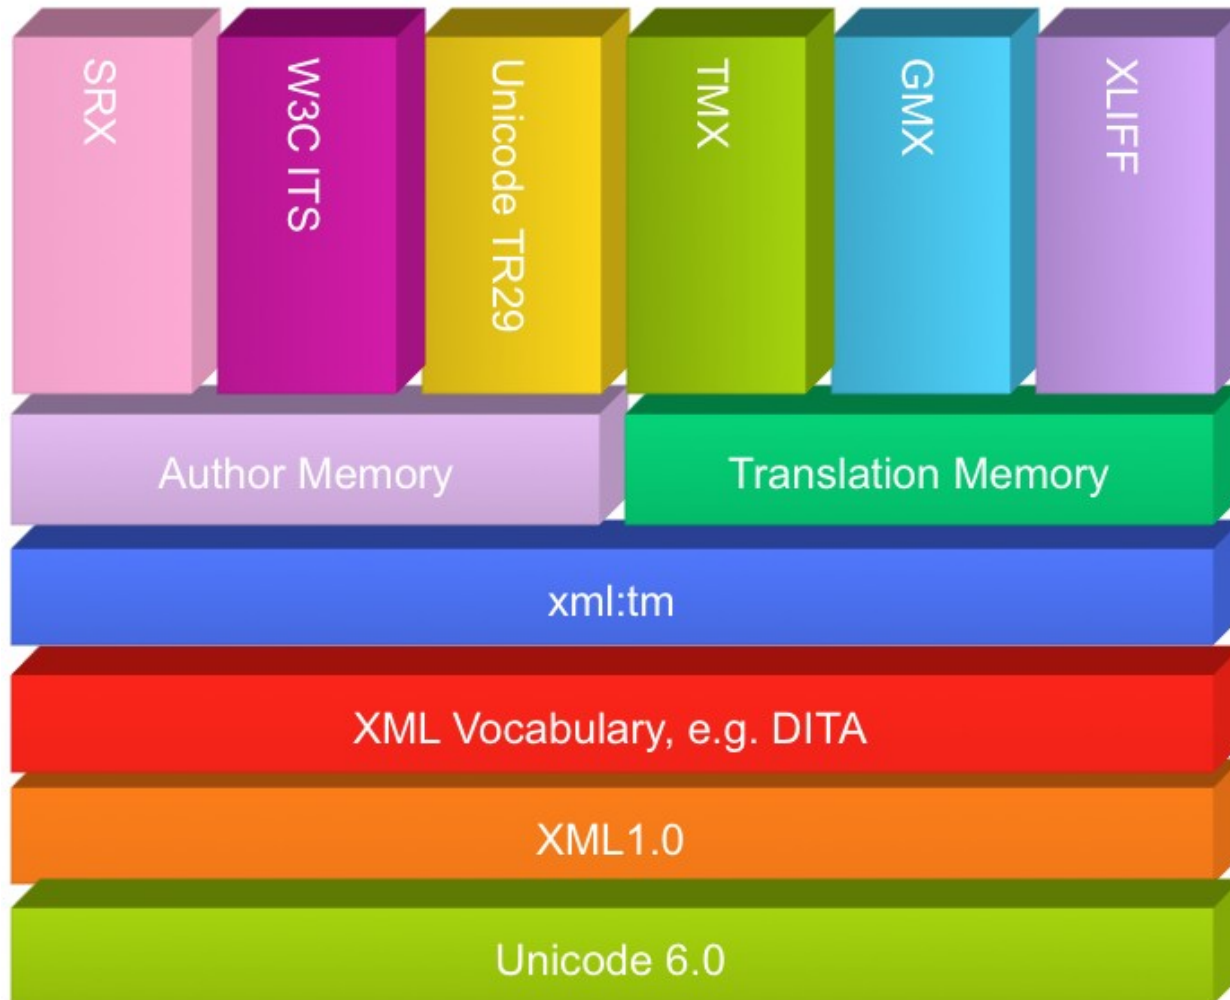 SRX
W3C ITS
Unicode TR29
TMX
GMX
XLIFF
Author Memory
Translation Memory
xml:tm
XML Vocabulary, e.g. DITA
XML1.0
Unicode 6.0